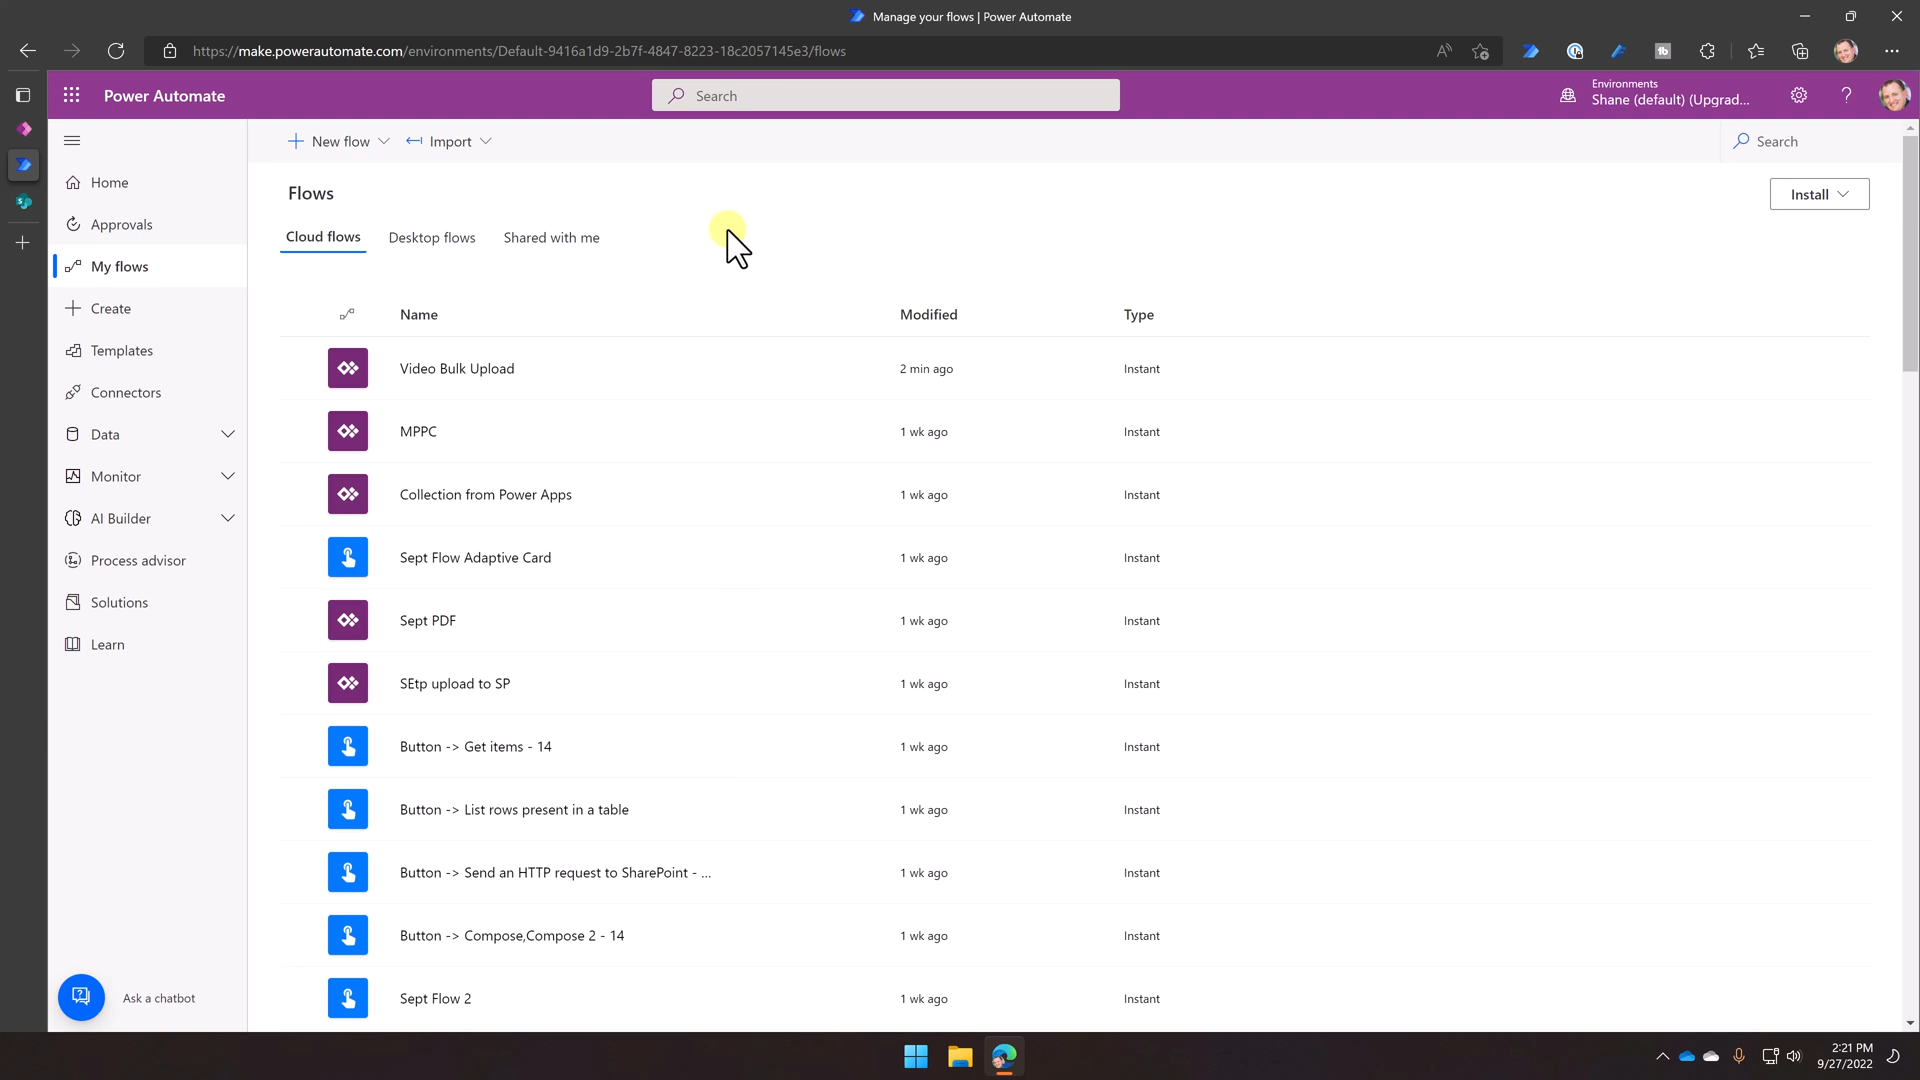 Manage your flows | Power Automate
https://make.powerautomate.com/environments/Default-9416a1d9-2b7f-4847-8223-18c2057145e3/flows
Power Automate
Search
Environments
Shane (default) (Upgrad...
New flow
Import
Search
Home
Approvals
My flows
Create
Templates
Connectors
Data
Monitor
AI Builder
Process advisor
Solutions
Learn
Ask a chatbot
Flows
Install
Cloud flows Desktop flows Shared with me
Name Modified Type
Video Bulk Upload 2 min ago Instant
MPPC 1 wk ago Instant
Collection from Power Apps 1 wk ago Instant
Sept Flow Adaptive Card 1 wk ago Instant
Sept PDF 1 wk ago Instant
SEtp upload to SP 1 wk ago Instant
Button -> Get items - 14 1 wk ago Instant
Button -> List rows present in a table 1 wk ago Instant
Button -> Send an HTTP request to SharePoint - ... 1 wk ago Instant
Button -> Compose,Compose 2 - 14 1 wk ago Instant
Sept Flow 2 1 wk ago Instant
2:21 PM
9/27/2022